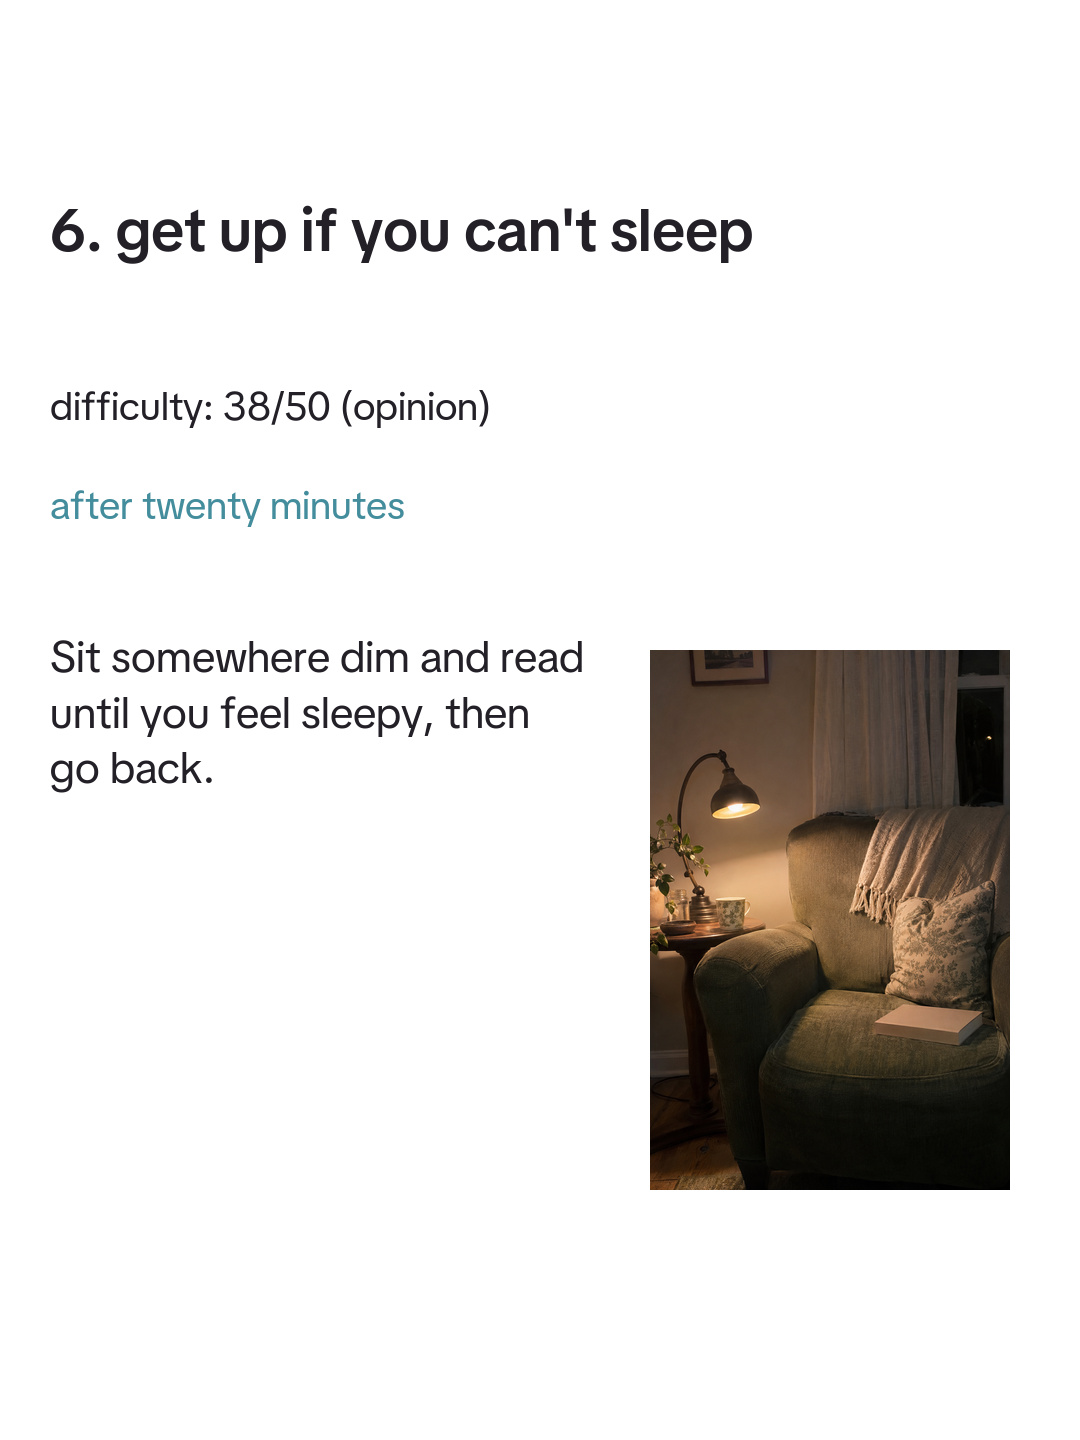 6. get up if you can't sleep
difficulty: 38/50 (opinion)
after twenty minutes
Sit somewhere dim and read
until you feel sleepy, then
go back.